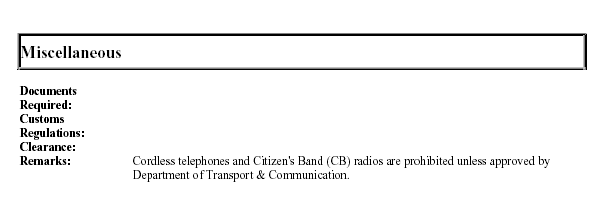 Miscellaneous
Documents
Required:
Customs
Regulations:
Clearance:
Remarks: Cordless telephones and Citizen's Band (CB) radios are prohibited unless approved by
Department of Transport & Communication.